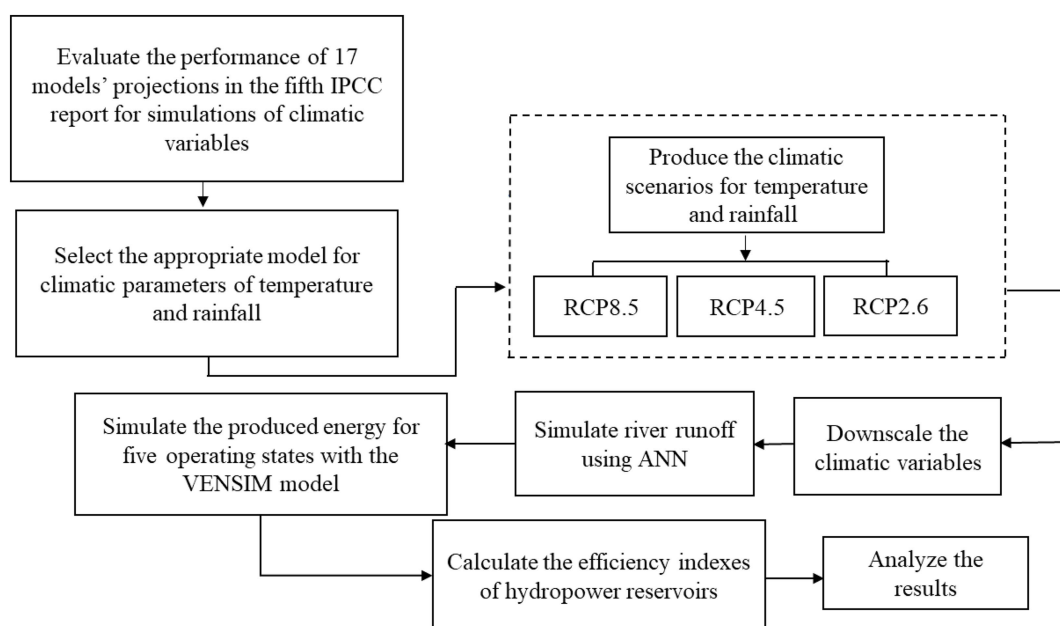 Evaluate the performance of 17
models’ projections in the fifth IPCC
report for simulations of climatic
variables
Select the appropriate model for
climatic parameters of temperature
and rainfall
Produce the climatic
scenarios for temperature
and rainfall
RCP8.5
RCP4.5
RCP2.6
Downscale the
climatic variables
Simulate river runoff
using ANN
Simulate the produced energy for
five operating states with the
VENSIM model
Calculate the efficiency indexes
of hydropower reservoirs
Analyze the
results